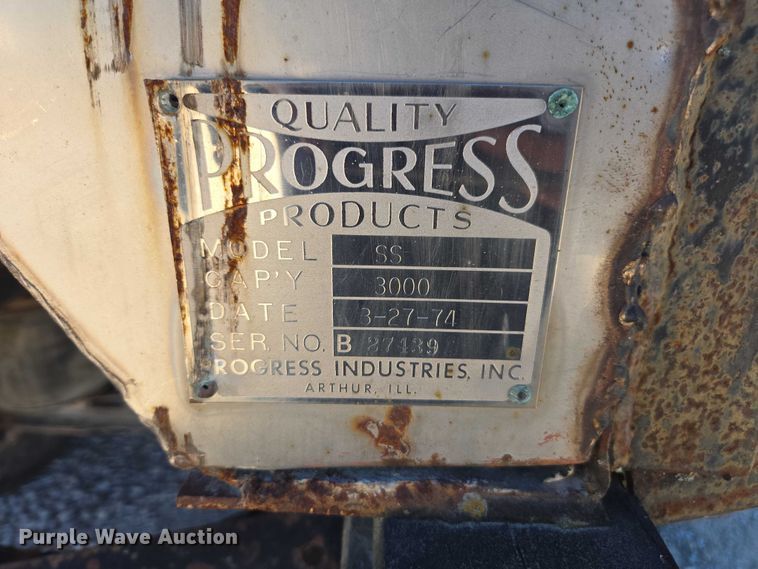 QUALITY
PROGRESS
PRODUCTS
MODEL SS
CAP'Y 3000
DATE 3-27-74
SER. NO. B 27439
PROGRESS INDUSTRIES, INC.
ARTHUR, ILL.
Purple Wave Auction